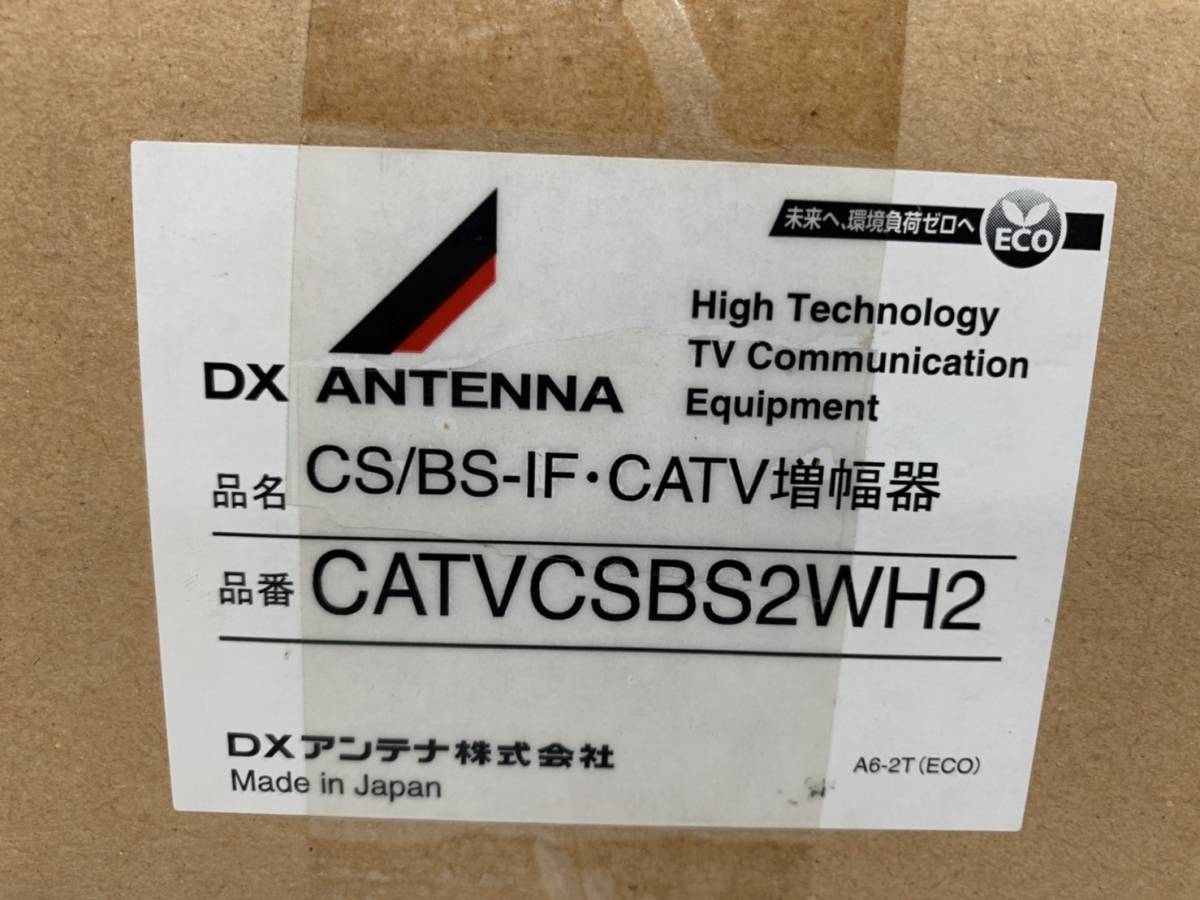 未来へ、環境負荷ゼロへ
ECO
High Technology
TV Communication
Equipment
DX ANTENNA
品名 CS/BS-IF・CATV増幅器
品番 CATVCSBS2WH2
DXアンテナ株式会社
Made in Japan
A6-2T(ECO)